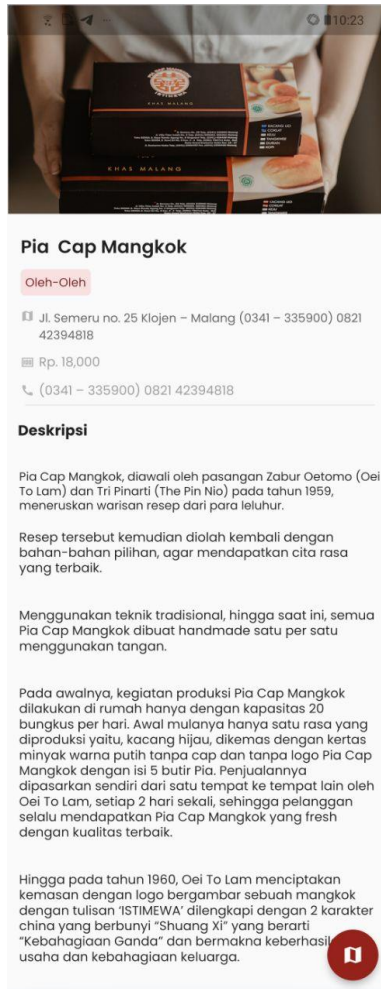 10:23
ISTIMEWA
KHAS MALANG
KHAS MALANG
KACANG IJO
COKLAT
KEJU
TANGERINE
DURIAN
KOPI
Pia Cap Mangkok
Oleh-Oleh
Jl. Semeru no. 25 Klojen – Malang (0341 – 335900) 0821
42394818
Rp. 18,000
(0341 – 335900) 0821 42394818
Deskripsi
Pia Cap Mangkok, diawali oleh pasangan Zabur Oetomo (Oei
To Lam) dan Tri Pinarti (The Pin Nio) pada tahun 1959,
meneruskan warisan resep dari para leluhur.
Resep tersebut kemudian diolah kembali dengan
bahan-bahan pilihan, agar mendapatkan cita rasa
yang terbaik.
Menggunakan teknik tradisional, hingga saat ini, semua
Pia Cap Mangkok dibuat handmade satu per satu
menggunakan tangan.
Pada awalnya, kegiatan produksi Pia Cap Mangkok
dilakukan di rumah hanya dengan kapasitas 20
bungkus per hari. Awal mulanya hanya satu rasa yang
diproduksi yaitu, kacang hijau, dikemas dengan kertas
minyak warna putih tanpa cap dan tanpa logo Pia Cap
Mangkok dengan isi 5 butir Pia. Penjualannya
dipasarkan sendiri dari satu tempat ke tempat lain oleh
Oei To Lam, setiap 2 hari sekali, sehingga pelanggan
selalu mendapatkan Pia Cap Mangkok yang fresh
dengan kualitas terbaik.
Hingga pada tahun 1960, Oei To Lam menciptakan
kemasan dengan logo bergambar sebuah mangkok
dengan tulisan ‘ISTIMEWA’ dilengkapi dengan 2 karakter
china yang berbunyi “Shuang Xi” yang berarti
“Kebahagiaan Ganda” dan bermakna keberhasil
usaha dan kebahagiaan keluarga.